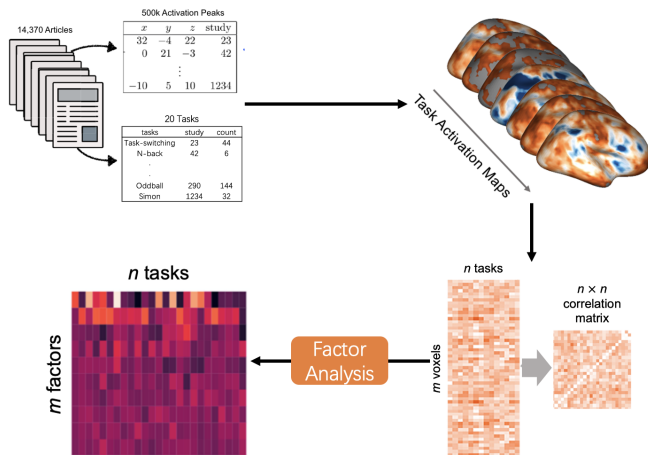 14,370 Articles
500k Activation Peaks
x y z study
32 −4 22 23
0 21 −3 42
⋮
−10 5 10 1234
20 Tasks
tasks study count
Task-switching 23 44
N-back 42 6
.
.
Oddball 290 144
Simon 1234 32
Task Activation Maps
n tasks
m voxels
n × n
correlation
matrix
Factor
Analysis
n tasks
m factors